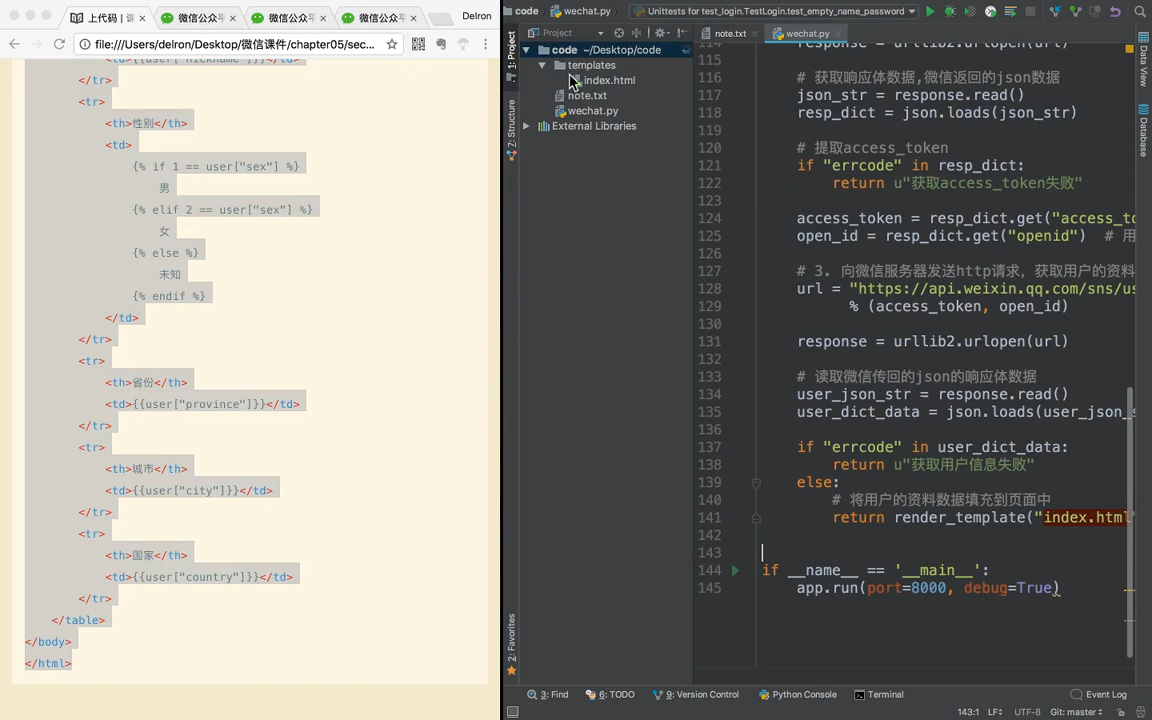 上代码 | 课
微信公众平
微信公众平
微信公众平
Delron
file:///Users/delron/Desktop/微信课件/chapter05/sec...
</tr>
<tr>
<th>性别</th>
<td>
{% if 1 == user["sex"] %}
男
{% elif 2 == user["sex"] %}
女
{% else %}
未知
{% endif %}
</td>
</tr>
<tr>
<th>省份</th>
<td>{{user["province"]}}</td>
</tr>
<tr>
<th>城市</th>
<td>{{user["city"]}}</td>
</tr>
<tr>
<th>国家</th>
<td>{{user["country"]}}</td>
</tr>
</table>
</body>
</html>
code
wechat.py
Unittests for test_login.TestLogin.test_empty_name_password
Project
note.txt
wechat.py
1: Project
7: Structure
2: Favorites
code ~/Desktop/code
templates
index.html
note.txt
wechat.py
External Libraries
115
116 # 获取响应体数据,微信返回的json数据
117 json_str = response.read()
118 resp_dict = json.loads(json_str)
119
120 # 提取access_token
121 if "errcode" in resp_dict:
122 return u"获取access_token失败"
123
124 access_token = resp_dict.get("access_to
125 open_id = resp_dict.get("openid") # 用
126
127 # 3. 向微信服务器发送http请求，获取用户的资料
128 url = "https://api.weixin.qq.com/sns/us
129 % (access_token, open_id)
130
131 response = urllib2.urlopen(url)
132
133 # 读取微信传回的json的响应体数据
134 user_json_str = response.read()
135 user_dict_data = json.loads(user_json_s
136
137 if "errcode" in user_dict_data:
138 return u"获取用户信息失败"
139 else:
140 # 将用户的资料数据填充到页面中
141 return render_template("index.html"
142
143
144 if __name__ == '__main__':
145 app.run(port=8000, debug=True)
Data View
Database
3: Find
6: TODO
9: Version Control
Python Console
Terminal
Event Log
143:1 LF UTF-8 Git: master